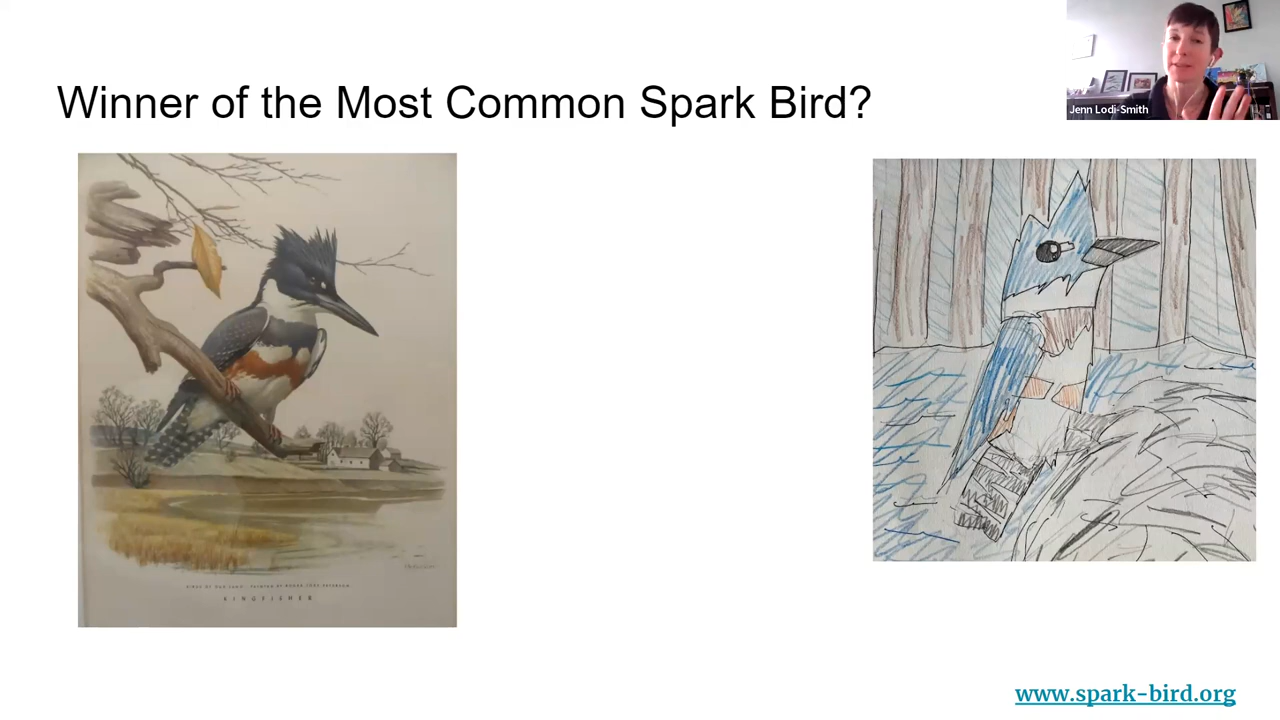 Winner of the Most Common Spark Bird?
Jenn Lodi-Smith
KINGFISHER
www.spark-bird.org